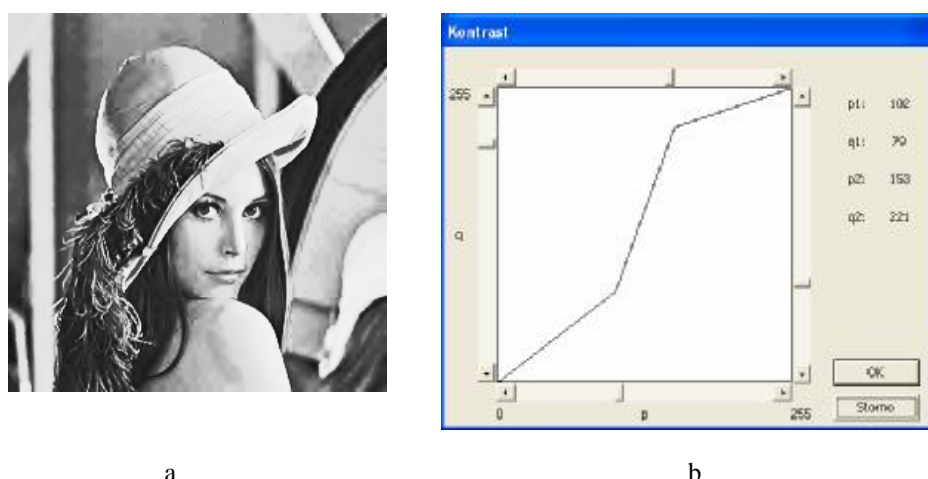 Kontrast
255
q
p1: 102
q1: 79
p2: 153
q2: 221
OK
Storno
0 p 255
a b